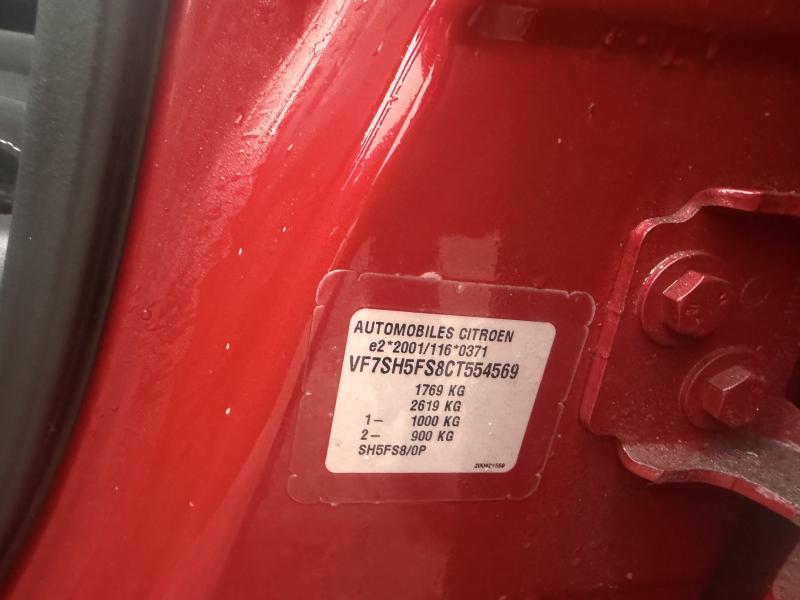 AUTOMOBILES CITROEN
e2*2001/116*0371
VF7SH5FS8CT554569
1769 KG
2619 KG
1– 1000 KG
2– 900 KG
SH5FS8/0P
200421559